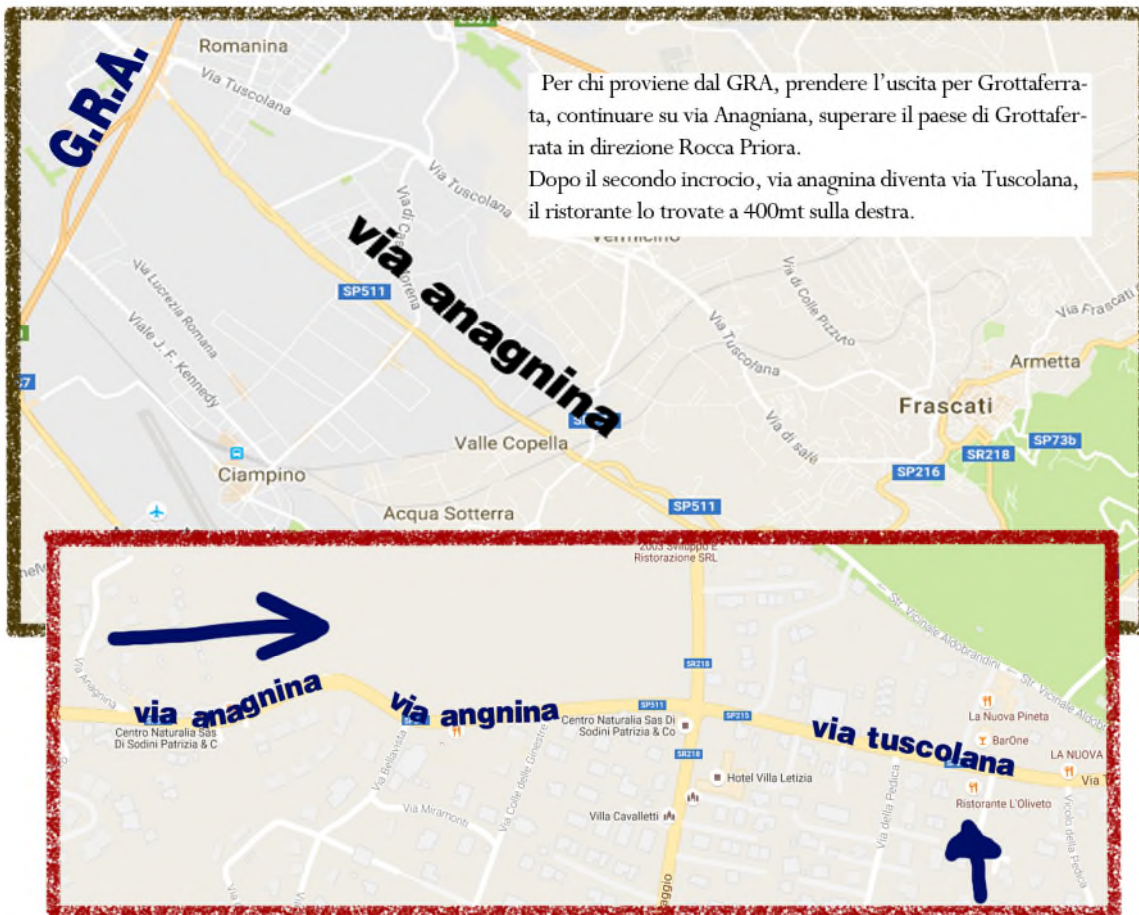 Romanina
G.R.A.
Via Tuscolana
Per chi proviene dal GRA, prendere l'uscita per Grottaferra-
ta, continuare su via Anagniana, superare il paese di Grottafer-
rata in direzione Rocca Priora.
Dopo il secondo incrocio, via anagnina diventa via Tuscolana,
il ristorante lo trovate a 400mt sulla destra.
Via Tuscolana
Vermicino
via anagnina
SP511
Via Lucrezia Romana
Viale J. F. Kennedy
Via di Colle Pizzuto
Via Frascati
Via Tuscolana
Armetta
Frascati
Via di salè
SP73b
SR218
SP216
Valle Copella
Ciampino
SP511
Acqua Sotterra
2003 Sviluppo E
Ristorazione SRL
Str. Vicinale Aldobrandini
Str. Vicinale
SR218
Via Anagnina
via anagnina
via angnina
SP511
SP215
Centro Naturalia Sas
Di Sodini Patrizia & C
Centro Naturalia Sas Di
Sodini Patrizia & Co
SR218
via tuscolana
La Nuova Pineta
BarOne
LA NUOVA
Via Bellavista
Via Colle delle Ginestre
Hotel Villa Letizia
Ristorante L'Oliveto
Via Miramonti
Villa Cavalletti
Via della Pedica
Vicolo della Pedica
aggio